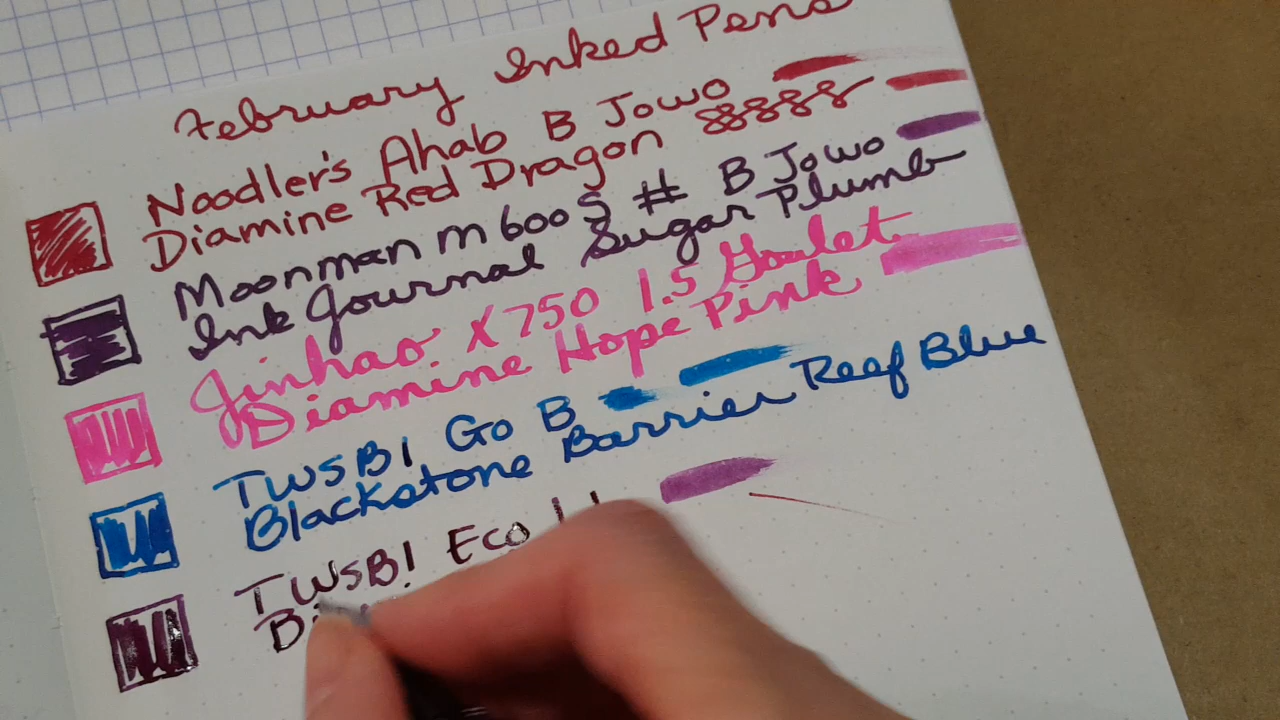 February Inked Pens
Noodler's Ahab B Jowo
Diamine Red Dragon
Moonman M600S # B Jowo
Ink Journal Sugar Plumb
Jinhao X750 1.5 Goulet
Diamine Hope Pink
TWSBI Go B
Blackstone Barrier Reef Blue
TWSBI Eco